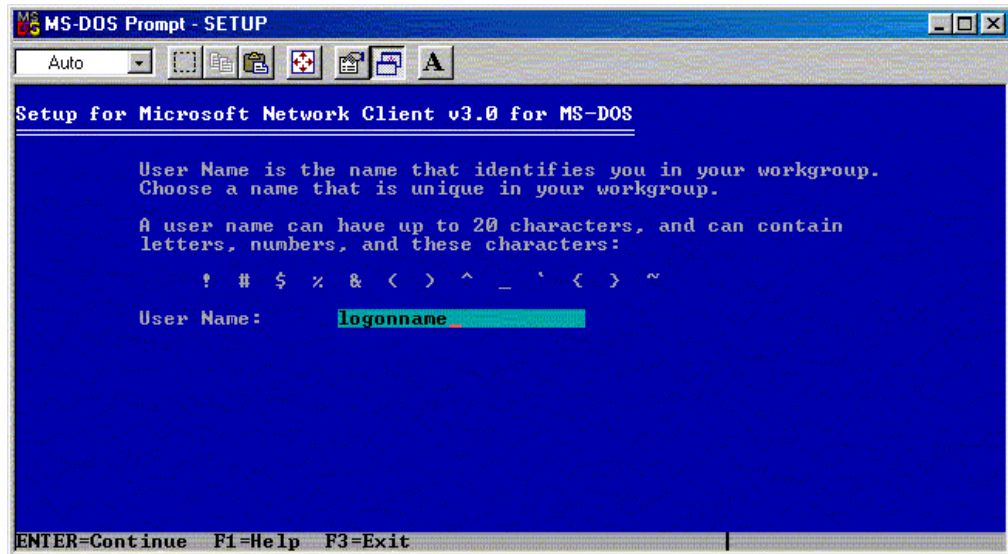 MS-DOS Prompt - SETUP
Auto
A
Setup for Microsoft Network Client v3.0 for MS-DOS
User Name is the name that identifies you in your workgroup.
Choose a name that is unique in your workgroup.
A user name can have up to 20 characters, and can contain
letters, numbers, and these characters:
! # $ % & ( ) ^ _ ` { } ~
User Name: logonname_
ENTER=Continue F1=Help F3=Exit